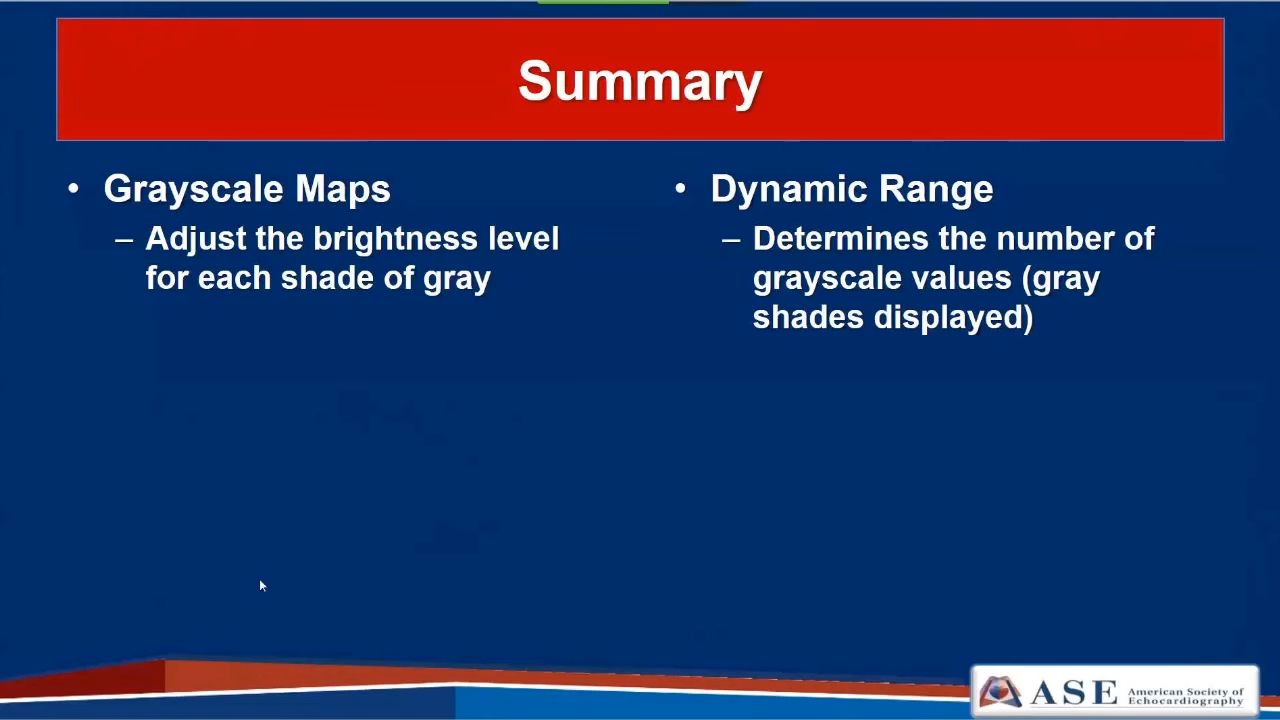 Summary
• Grayscale Maps
– Adjust the brightness level
for each shade of gray
• Dynamic Range
– Determines the number of
grayscale values (gray
shades displayed)
ASE American Society of
Echocardiography